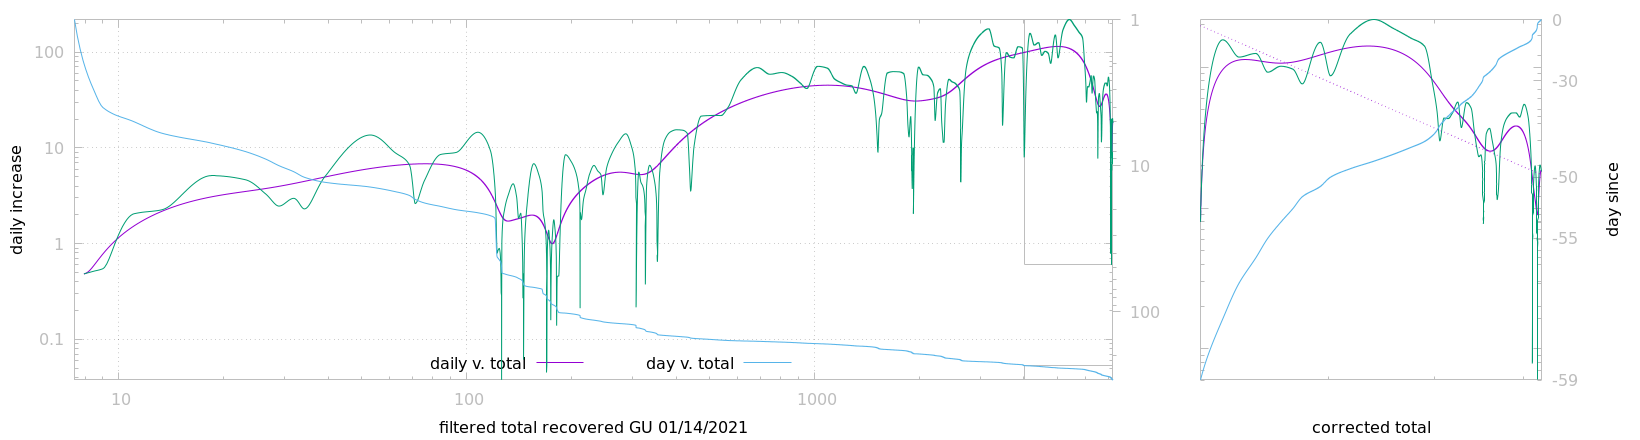 daily increase
100
10
1
0.1
10
100
1000
1
10
100
daily v. total
day v. total
filtered total recovered GU 01/14/2021
0
-30
-50
-55
-59
day since
corrected total